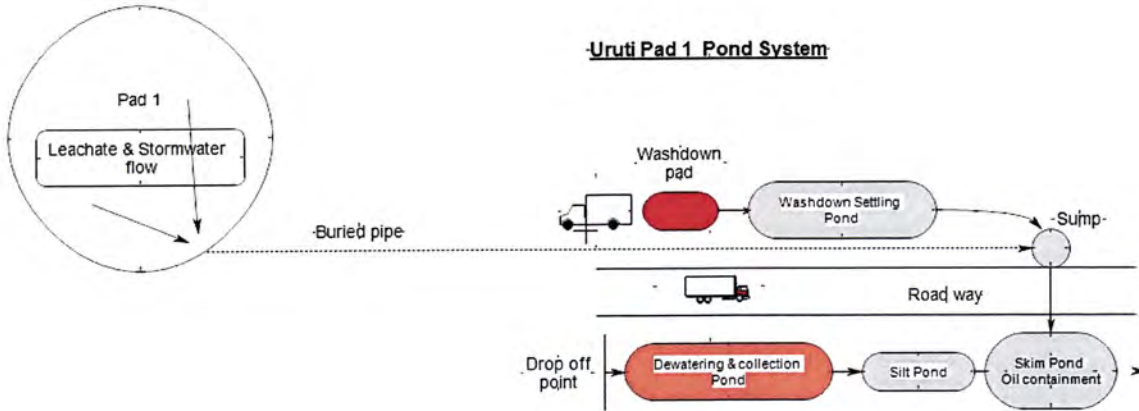 Uruti Pad 1 Pond System
Pad 1
Leachate & Stormwater
flow
Washdown
pad
Washdown Settling
Pond
Sump
Buried pipe
Road way
Drop off
point
Dewatering & collection
Pond
Silt Pond
Skim Pond
Oil containment